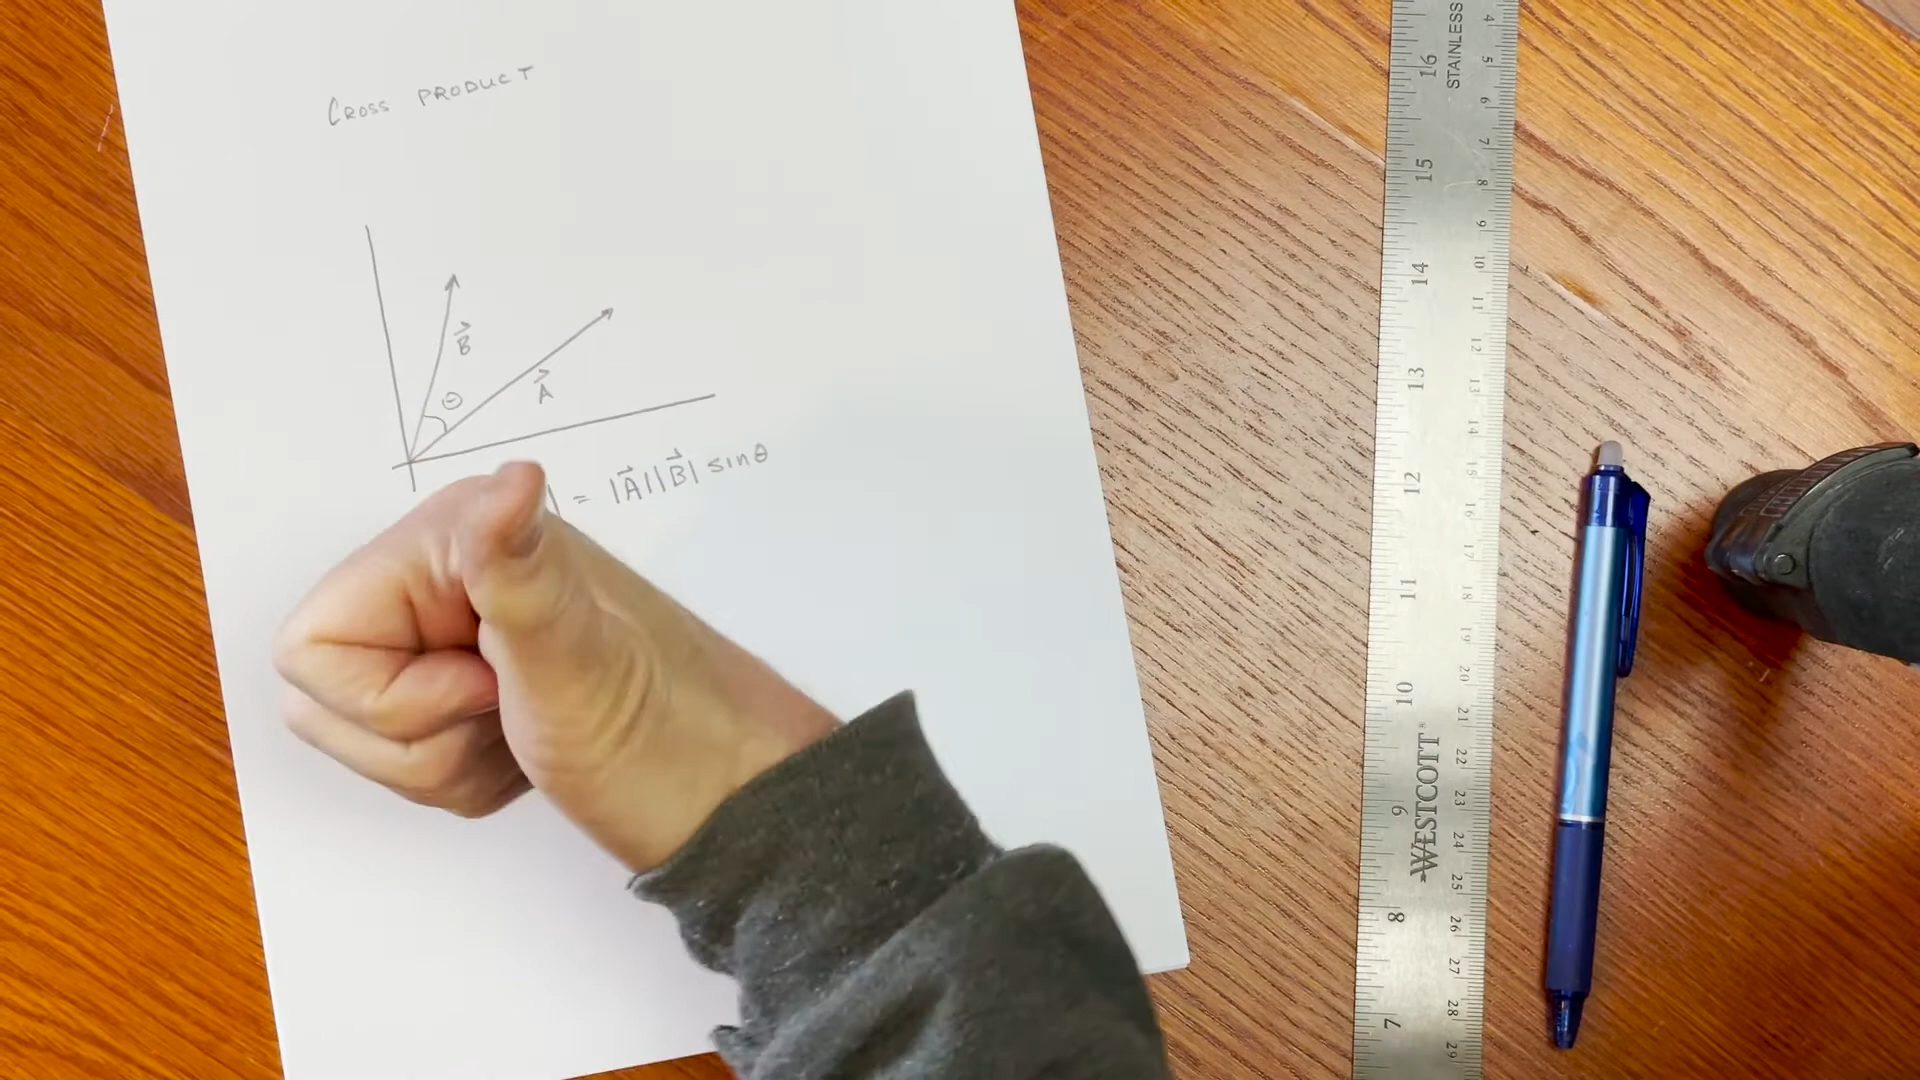 CROSS PRODUCT
B⃗
θ
A⃗
| = |A⃗||B⃗| sinθ
STAINLESS
4 5 6 7 8 9 10 11 12 13 14 15 16 17 18 19 20 21 22 23 24 25 26 27 28 29
16 15 14 13 12 11 10 9 8 7
WESTCOTT